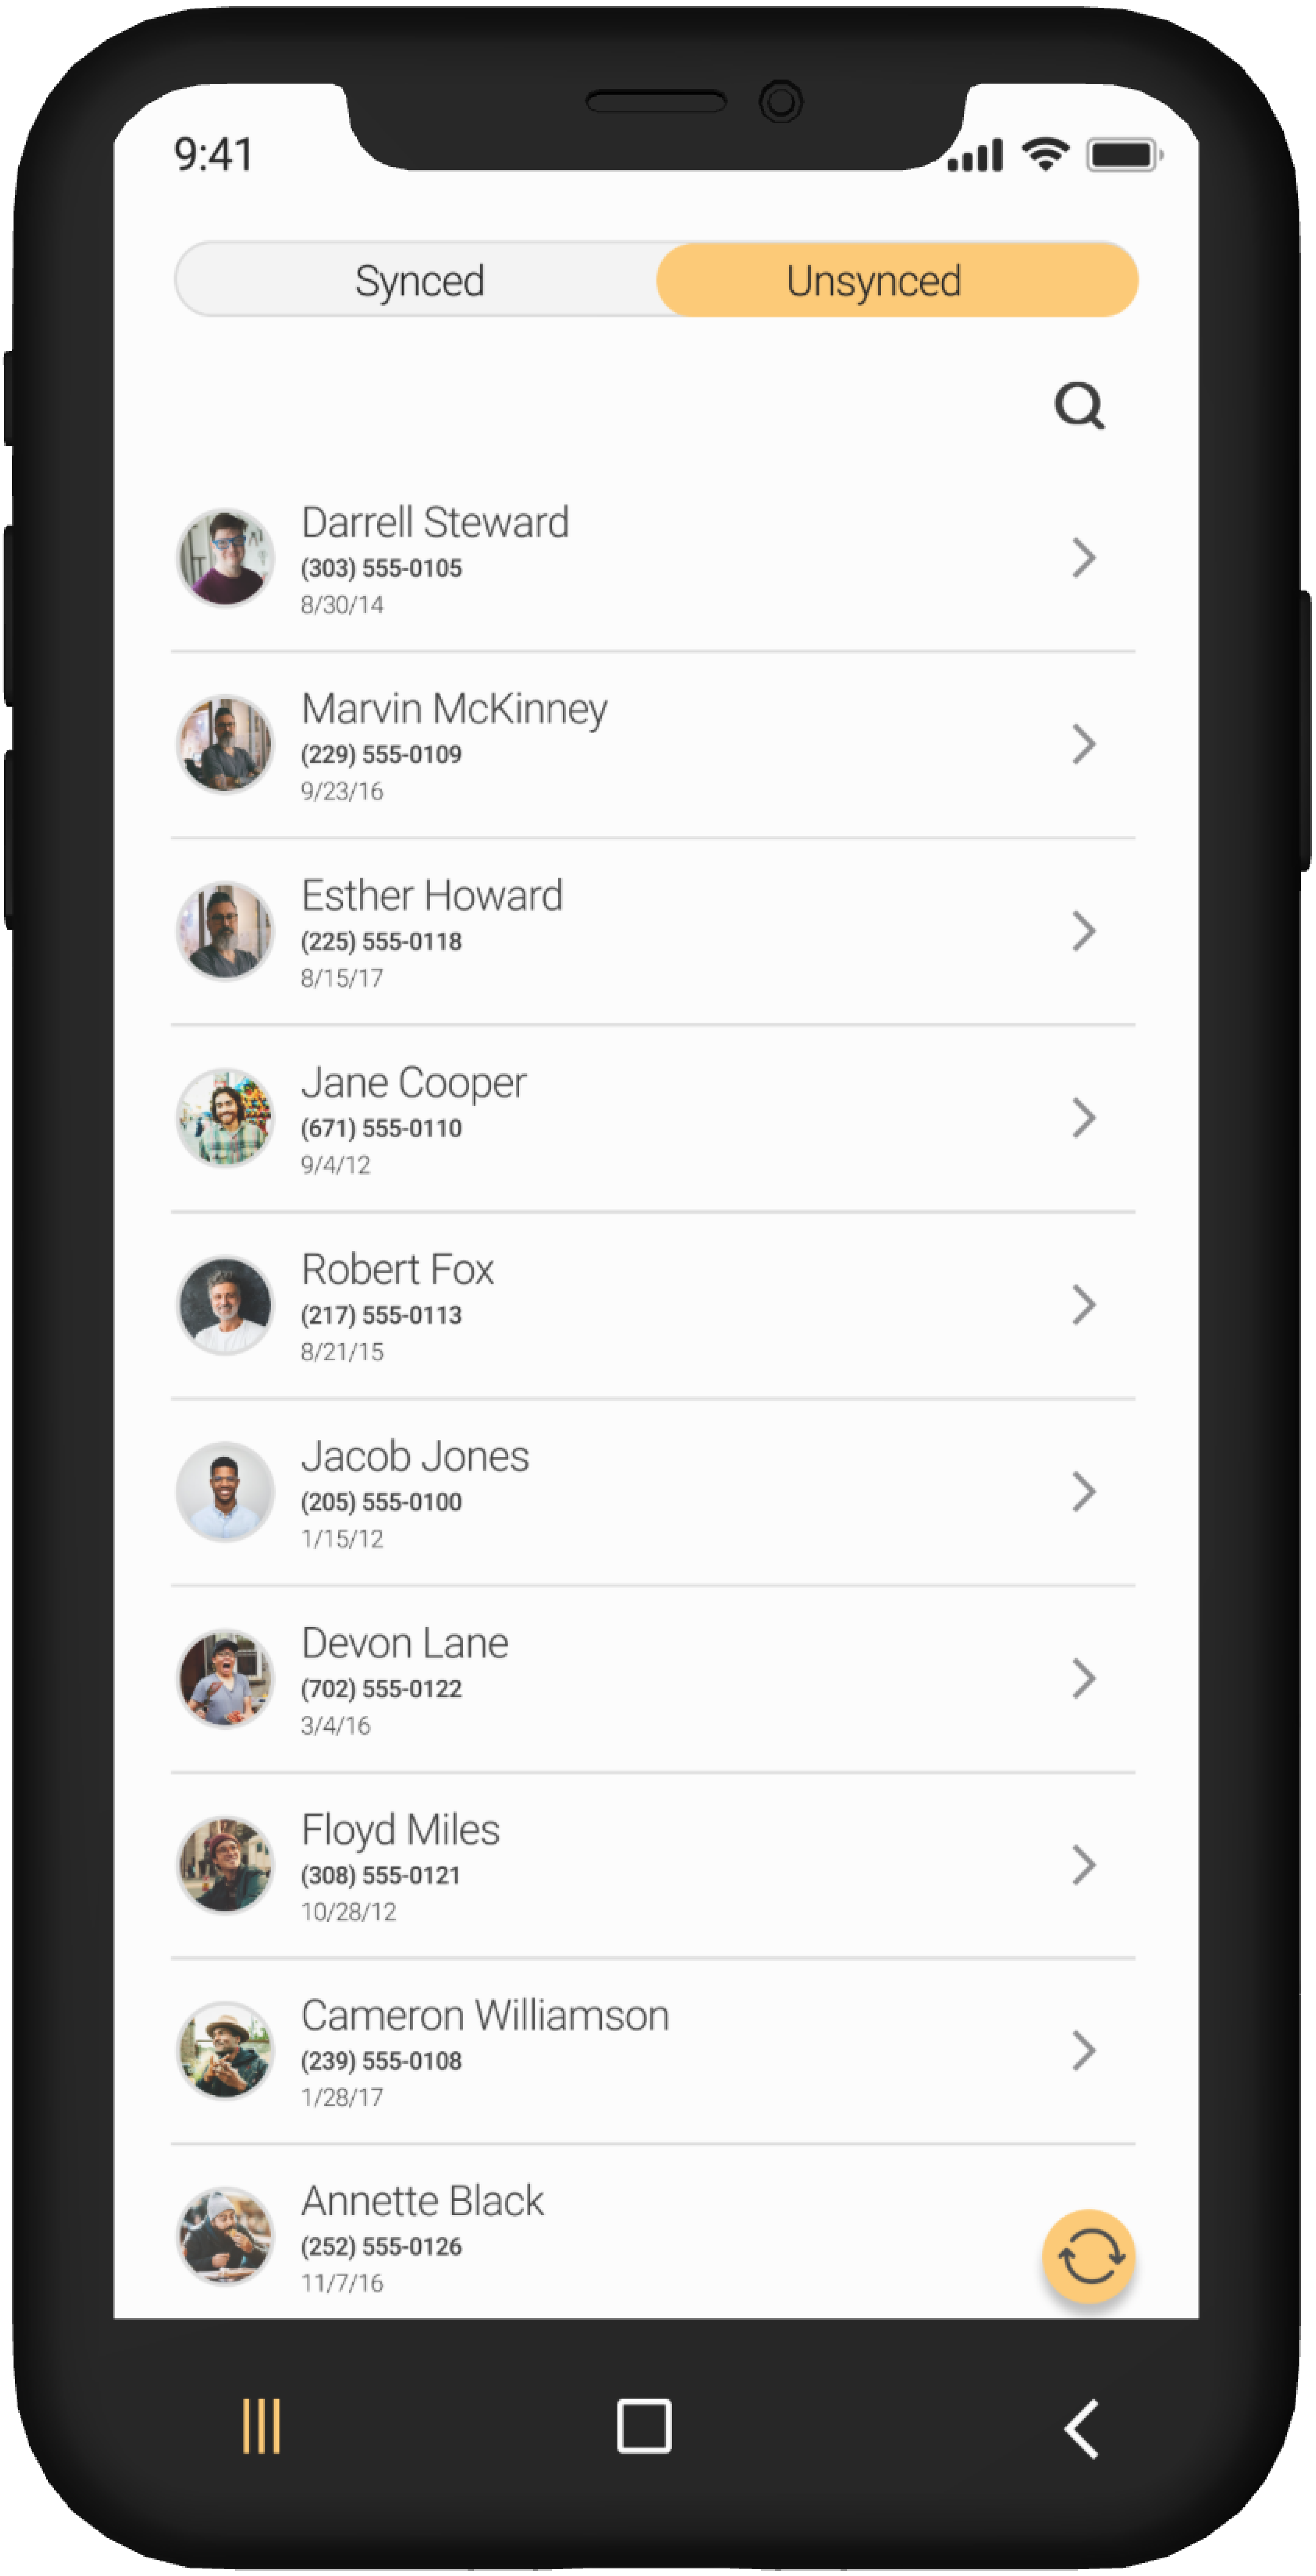 9:41
Synced Unsynced
Darrell Steward
(303) 555-0105
8/30/14
Marvin McKinney
(229) 555-0109
9/23/16
Esther Howard
(225) 555-0118
8/15/17
Jane Cooper
(671) 555-0110
9/4/12
Robert Fox
(217) 555-0113
8/21/15
Jacob Jones
(205) 555-0100
1/15/12
Devon Lane
(702) 555-0122
3/4/16
Floyd Miles
(308) 555-0121
10/28/12
Cameron Williamson
(239) 555-0108
1/28/17
Annette Black
(252) 555-0126
11/7/16